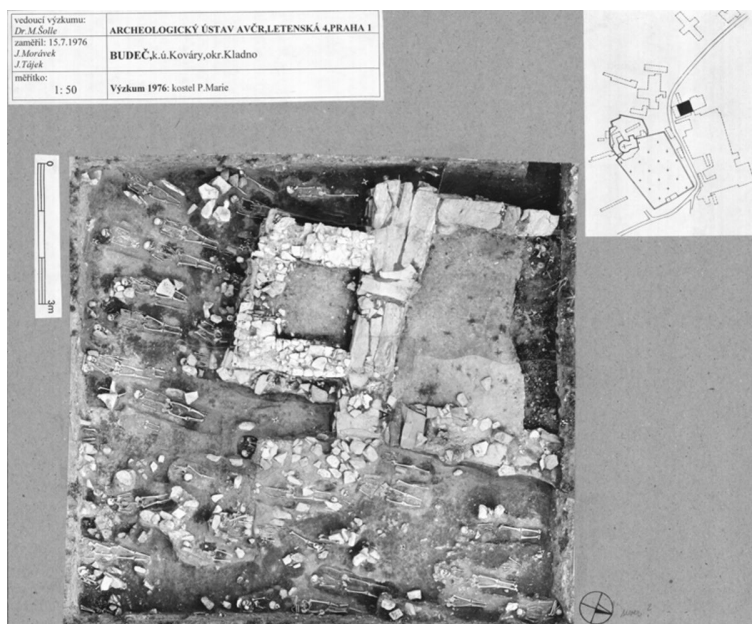 vedoucí výzkumu:
Dr.M.Šolle
ARCHEOLOGICKÝ ÚSTAV AVČR,LETENSKÁ 4,PRAHA 1
zaměřil: 15.7.1976
J.Morávek
J.Tájek
BUDEČ,k.ú.Kováry,okr.Kladno
měřítko:
1: 50
Výzkum 1976: kostel P.Marie
0
3m